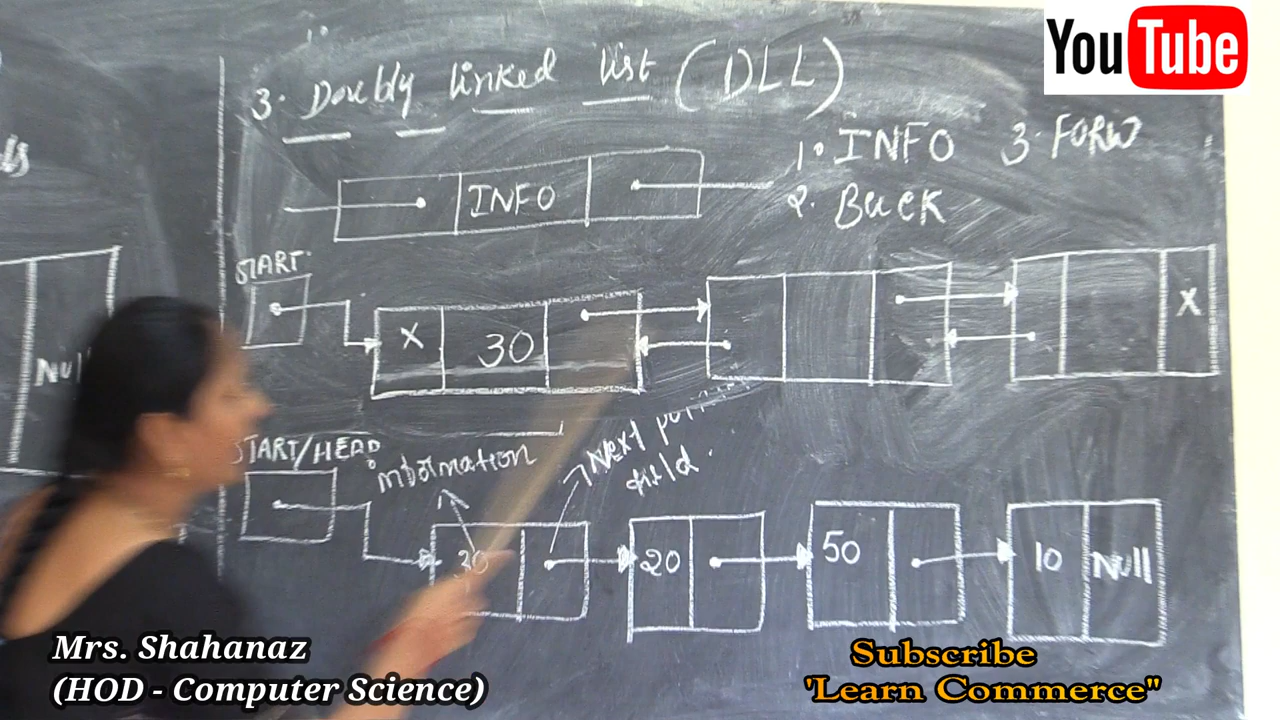 YouTube
3. Doubly linked list (DLL)
1. INFO 3. FORW
2. Back
INFO
START
X 30
X
Null
START/HEAD
information
Next
field.
30 20 50 10 Null
Mrs. Shahanaz
(HOD - Computer Science)
Subscribe
'Learn Commerce"